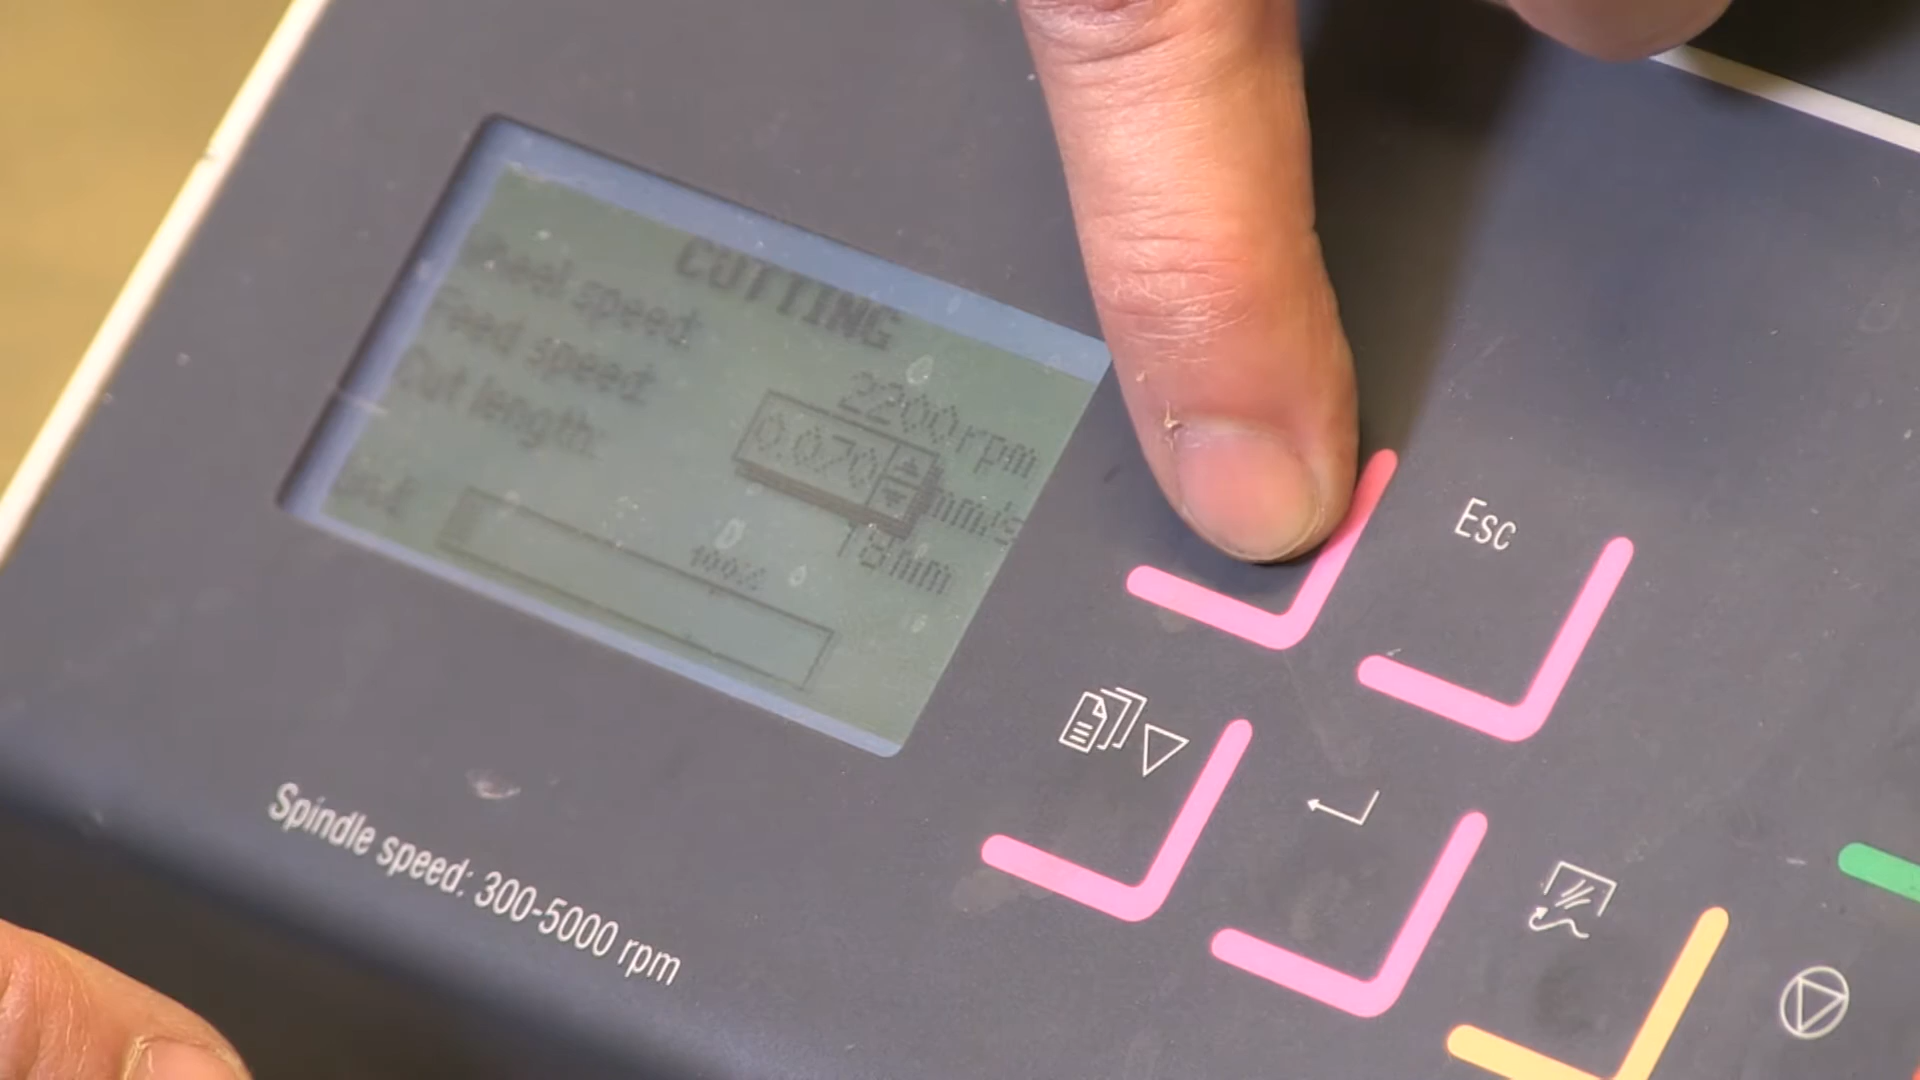 CUTTING
Wheel speed: 2200 rpm
Feed speed: 0.070 mm/s
Cut length: 18 mm
100%
Esc
Spindle speed: 300-5000 rpm